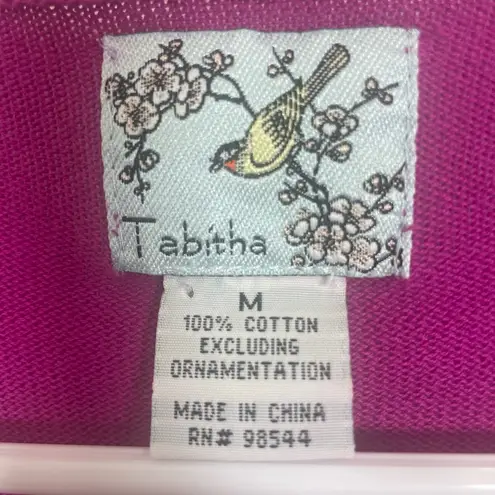 Tabitha
M
100% COTTON
EXCLUDING
ORNAMENTATION
MADE IN CHINA
RN# 98544